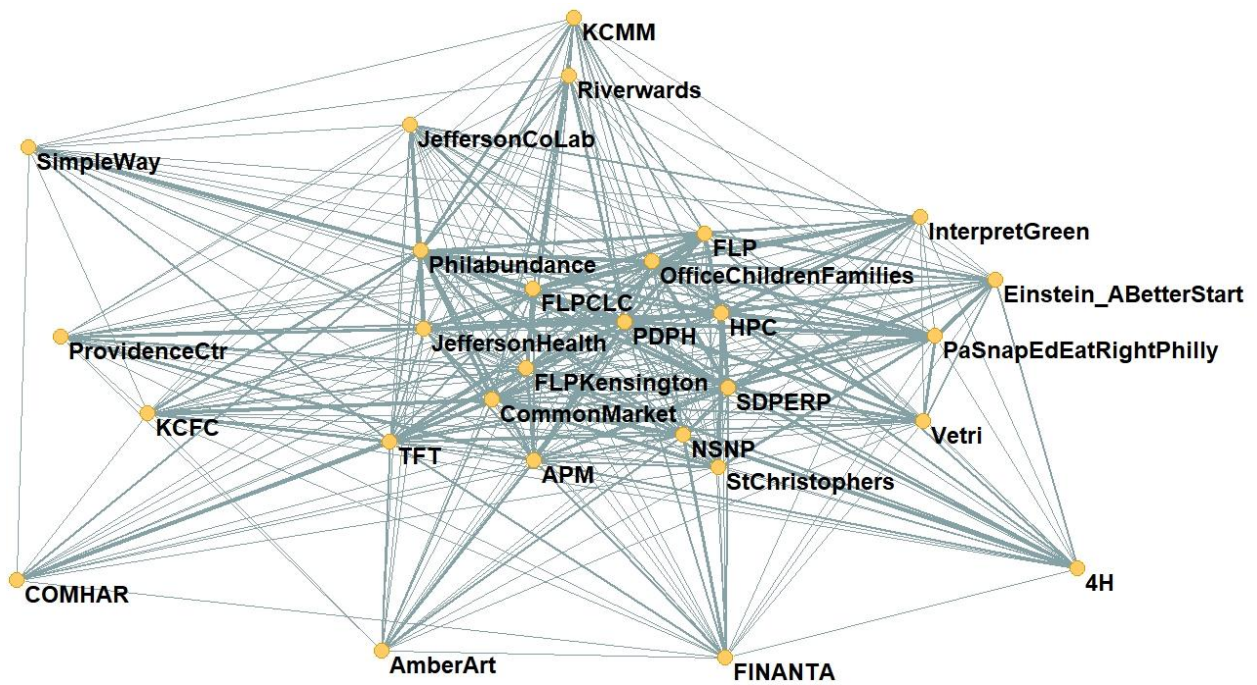 KCMM
Riverwards
JeffersonCoLab
SimpleWay
InterpretGreen
FLP
Philabundance
OfficeChildrenFamilies
Einstein_ABetterStart
FLPCLC
PDPH
HPC
JeffersonHealth
ProvidenceCtr
PaSnapEdEatRightPhilly
FLPKensington
SDPERP
CommonMarket
KCFC
Vetri
TFT
NSNP
APM
StChristophers
4H
COMHAR
AmberArt
FINANTA